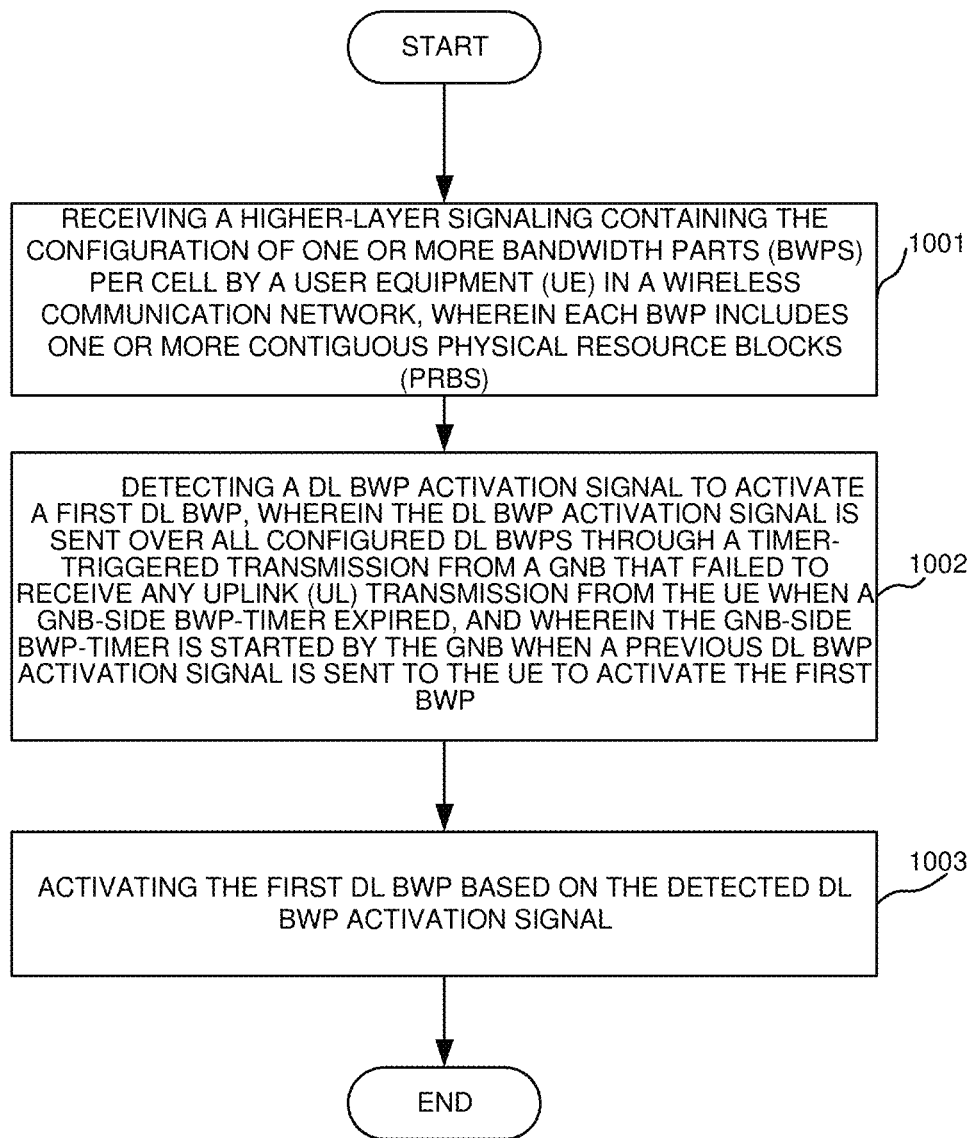 START
RECEIVING A HIGHER-LAYER SIGNALING CONTAINING THE
CONFIGURATION OF ONE OR MORE BANDWIDTH PARTS (BWPS)
PER CELL BY A USER EQUIPMENT (UE) IN A WIRELESS
COMMUNICATION NETWORK, WHEREIN EACH BWP INCLUDES
ONE OR MORE CONTIGUOUS PHYSICAL RESOURCE BLOCKS
(PRBS)
1001
DETECTING A DL BWP ACTIVATION SIGNAL TO ACTIVATE
A FIRST DL BWP, WHEREIN THE DL BWP ACTIVATION SIGNAL IS
SENT OVER ALL CONFIGURED DL BWPS THROUGH A TIMER-
TRIGGERED TRANSMISSION FROM A GNB THAT FAILED TO
RECEIVE ANY UPLINK (UL) TRANSMISSION FROM THE UE WHEN A
GNB-SIDE BWP-TIMER EXPIRED, AND WHEREIN THE GNB-SIDE
BWP-TIMER IS STARTED BY THE GNB WHEN A PREVIOUS DL BWP
ACTIVATION SIGNAL IS SENT TO THE UE TO ACTIVATE THE FIRST
BWP
1002
ACTIVATING THE FIRST DL BWP BASED ON THE DETECTED DL
BWP ACTIVATION SIGNAL
1003
END